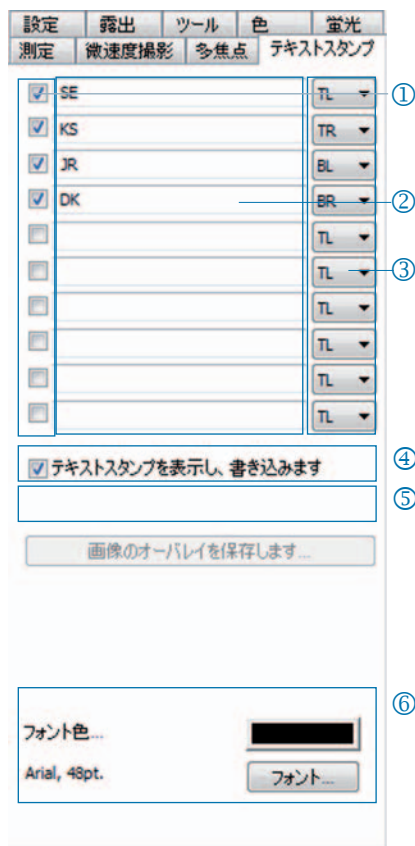 設定 露出 ツール 色 蛍光
測定 微速度撮影 多焦点 テキストスタンプ
SE TL ①
KS TR
JR BL
DK BR ②
TL
TL ③
TL
TL
TL
TL
テキストスタンプを表示し、書き込みます ④
⑤
画像のオーバレイを保存します...
⑥
フォント色...
Arial, 48pt. フォント...